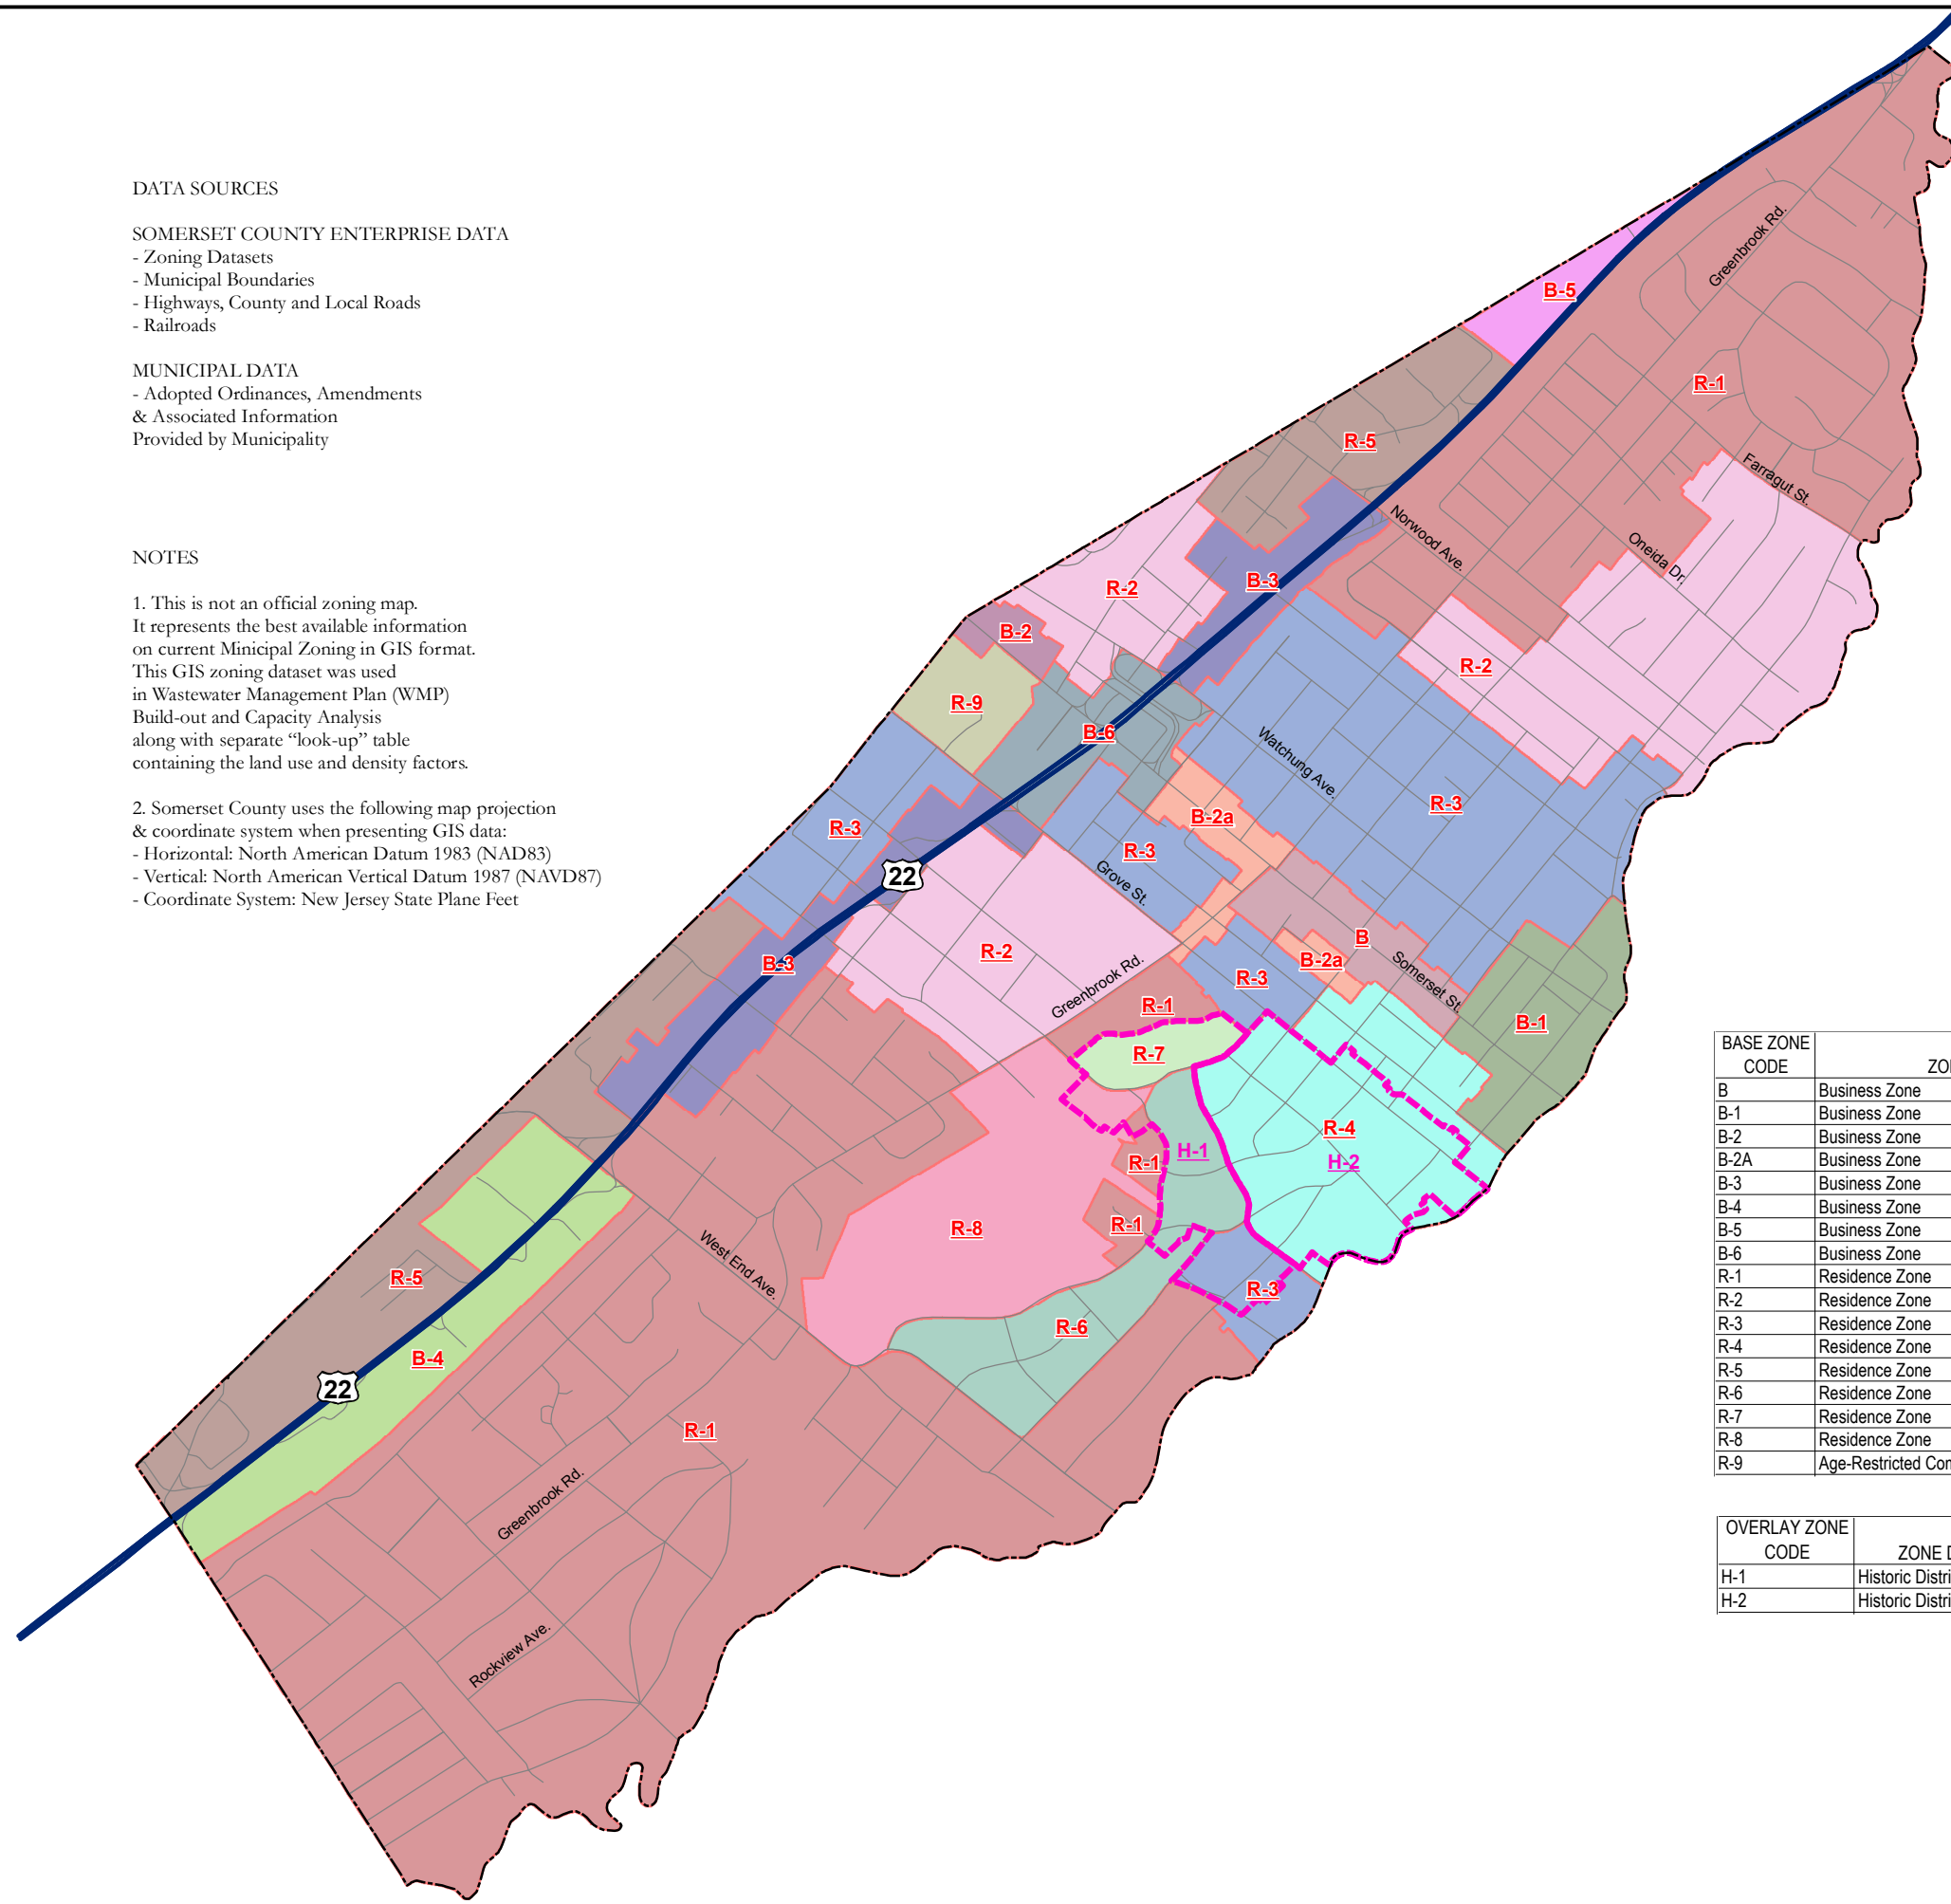 DATA SOURCES
SOMERSET COUNTY ENTERPRISE DATA
- Zoning Datasets
- Municipal Boundaries
- Highways, County and Local Roads
- Railroads
MUNICIPAL DATA
- Adopted Ordinances, Amendments
& Associated Information
Provided by Municipality
NOTES
1. This is not an official zoning map.
It represents the best available information
on current Minicipal Zoning in GIS format.
This GIS zoning dataset was used
in Wastewater Management Plan (WMP)
Build-out and Capacity Analysis
along with separate “look-up” table
containing the land use and density factors.
2. Somerset County uses the following map projection
& coordinate system when presenting GIS data:
- Horizontal: North American Datum 1983 (NAD83)
- Vertical: North American Vertical Datum 1987 (NAVD87)
- Coordinate System: New Jersey State Plane Feet
Greenbrook Rd.
B-5
R-1
R-5
Farragut St.
Norwood Ave.
Oneida Dr.
B-3
R-2
B-2
R-2
R-9
B-6
Watchung Ave.
R-3
B-2a
R-3
R-3
Grove St.
22
B
R-2
B-2a
B-3
R-3
Somerset St.
Greenbrook Rd.
R-1
B-1
R-7
R-4
H-1
R-1
H-2
R-1
R-8
West End Ave.
R-5
R-3
R-6
B-4
22
R-1
Greenbrook Rd.
Rockview Ave.
BASE ZONE
CODE ZO
B Business Zone
B-1 Business Zone
B-2 Business Zone
B-2A Business Zone
B-3 Business Zone
B-4 Business Zone
B-5 Business Zone
B-6 Business Zone
R-1 Residence Zone
R-2 Residence Zone
R-3 Residence Zone
R-4 Residence Zone
R-5 Residence Zone
R-6 Residence Zone
R-7 Residence Zone
R-8 Residence Zone
R-9 Age-Restricted Co
OVERLAY ZONE
CODE ZONE D
H-1 Historic Distri
H-2 Historic Distri